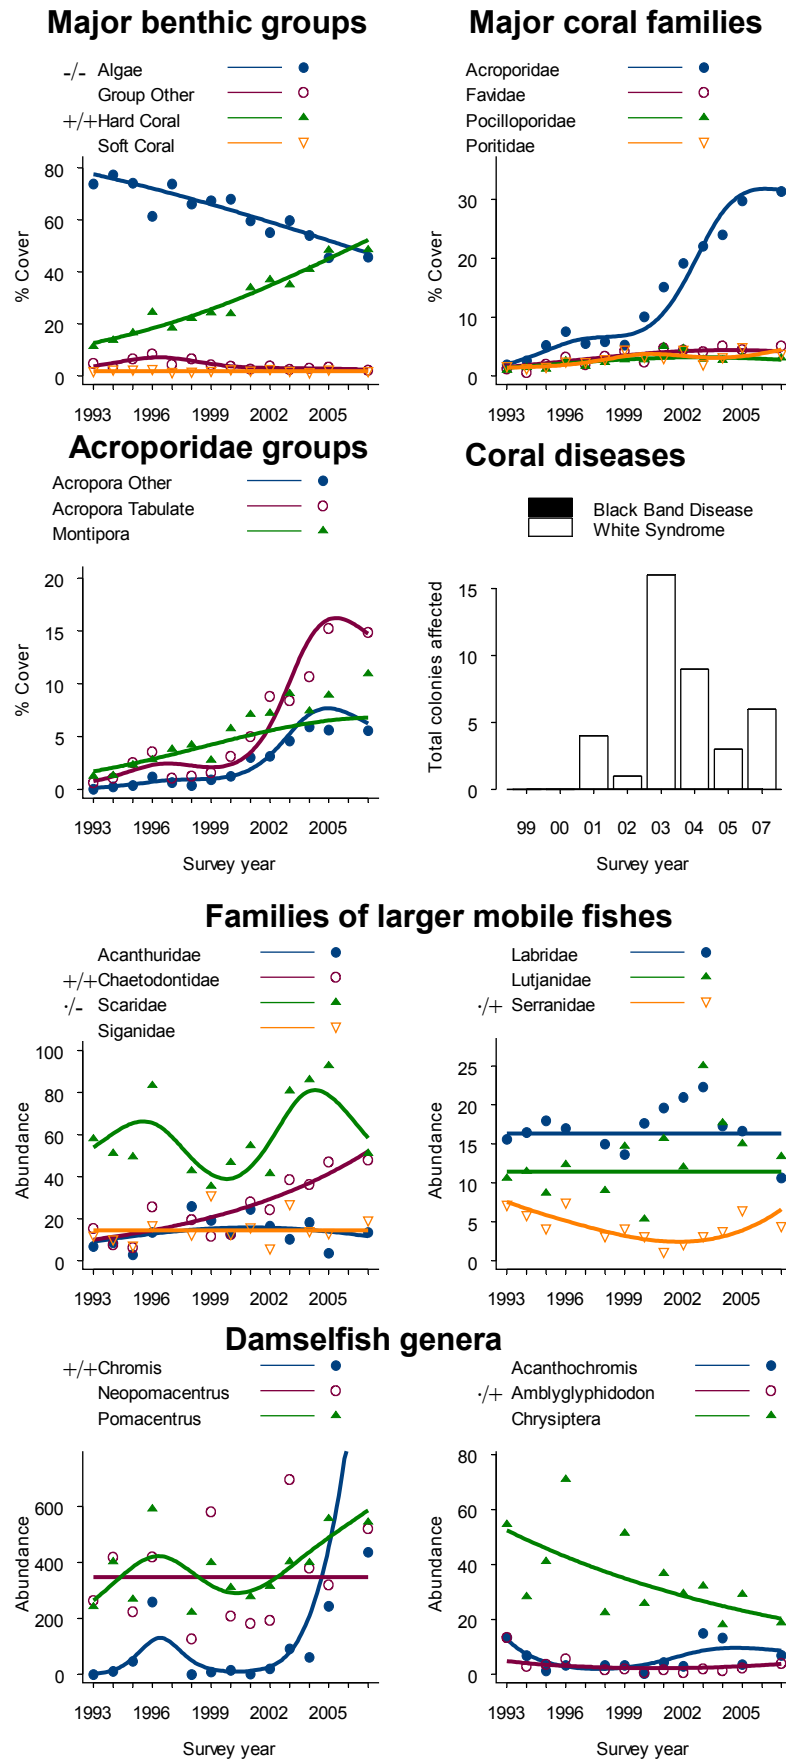 Major benthic groups
-/- Algae
Group Other
+/+ Hard Coral
Soft Coral
80
60
40
20
0
% Cover
1993 1996 1999 2002 2005
Major coral families
Acroporidae
Favidae
Pocilloporidae
Poritidae
30
20
10
0
% Cover
1993 1996 1999 2002 2005
Acroporidae groups
Acropora Other
Acropora Tabulate
Montipora
20
15
10
5
0
% Cover
1993 1996 1999 2002 2005
Survey year
Coral diseases
Black Band Disease
White Syndrome
15
10
5
0
Total colonies affected
99 00 01 02 03 04 05 07
Survey year
Families of larger mobile fishes
Acanthuridae
+/+ Chaetodontidae
·/- Scaridae
Siganidae
100
80
60
40
20
0
Abundance
1993 1996 1999 2002 2005
Labridae
Lutjanidae
·/+ Serranidae
25
20
15
10
5
0
Abundance
1993 1996 1999 2002 2005
Damselfish genera
+/+ Chromis
Neopomacentrus
Pomacentrus
600
400
200
0
Abundance
1993 1996 1999 2002 2005
Survey year
Acanthochromis
·/+ Amblyglyphidodon
Chrysiptera
80
60
40
20
0
Abundance
1993 1996 1999 2002 2005
Survey year